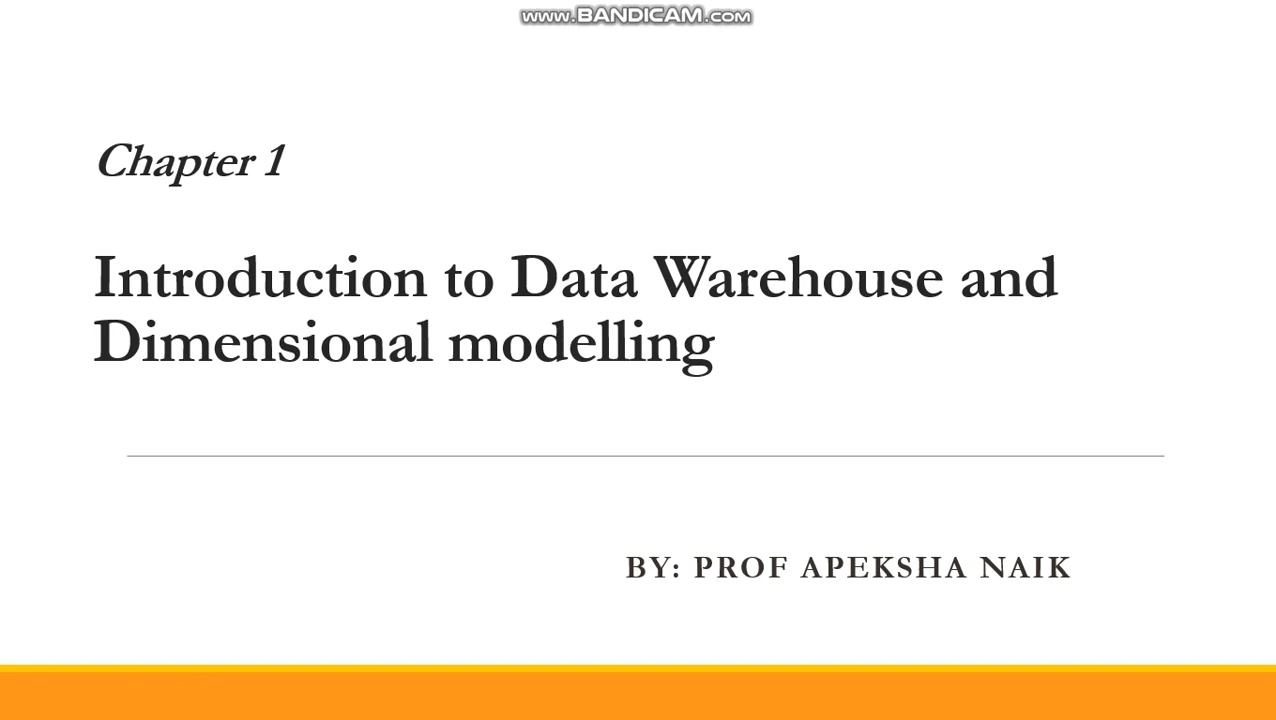 www.BANDICAM.com
Chapter 1
Introduction to Data Warehouse and
Dimensional modelling
BY: PROF APEKSHA NAIK